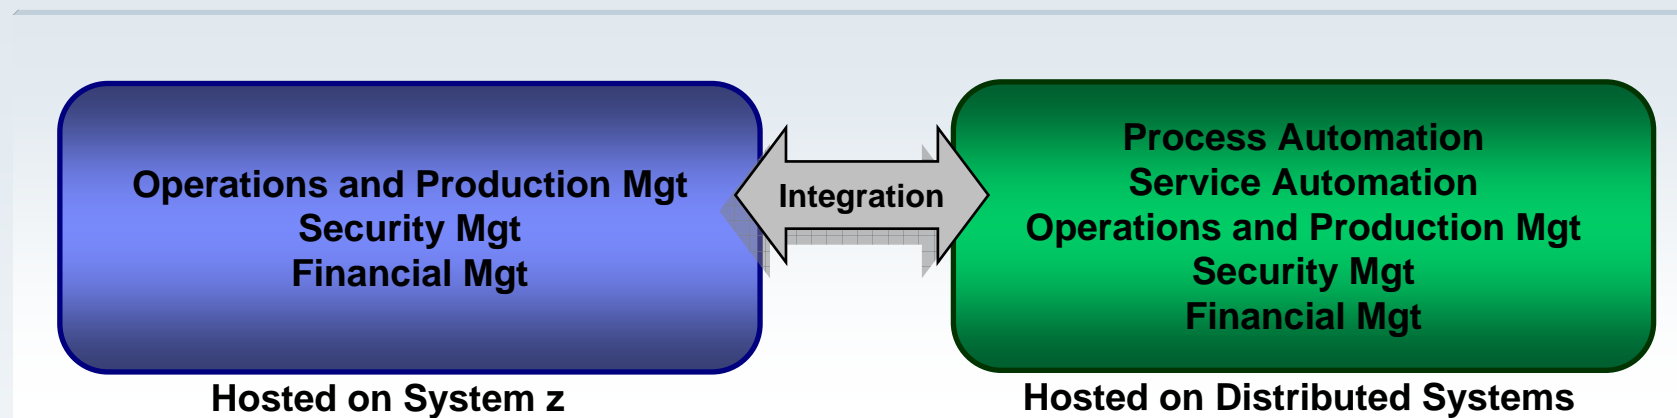 Operations and Production Mgt
Security Mgt
Financial Mgt
Integration
Process Automation
Service Automation
Operations and Production Mgt
Security Mgt
Financial Mgt
Hosted on System z
Hosted on Distributed Systems